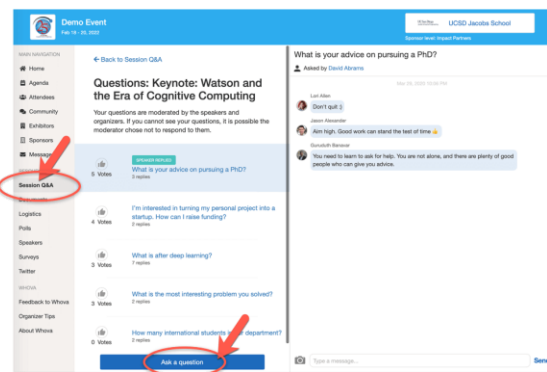 Demo Event
Feb 18 - 20, 2022
UCSD Jacobs School
Sponsor level: Impact Partners
MAIN NAVIGATION
Home
Agenda
Attendees
Community
Exhibitors
Sponsors
Message
Session Q&A
Logistics
Polls
Speakers
Surveys
Twitter
WHOVA
Feedback to Whova
Organizer Tips
About Whova
Back to Session Q&A
Questions: Keynote: Watson and
the Era of Cognitive Computing
Your questions are moderated by the speakers and
organizers. If you cannot see your questions, it is possible the
moderator chose not to respond to them.
SPEAKER REPLIED
What is your advice on pursuing a PhD?
5 Votes
3 replies
I'm interested in turning my personal project into a
startup. How can I raise funding?
4 Votes
2 replies
What is after deep learning?
3 Votes
7 replies
What is the most interesting problem you solved?
3 Votes
2 replies
How many international students department?
0 Votes
2 replies
Ask a question
What is your advice on pursuing a PhD?
Asked by David Abrams
Lori Allen
Don't quit :)
Jason Alexander
Aim high. Good work can stand the test of time 👍
Guruduth Banavar
You need to learn to ask for help. You are not alone, and there are plenty of good
people who can give you advice.
Type a message...
Send